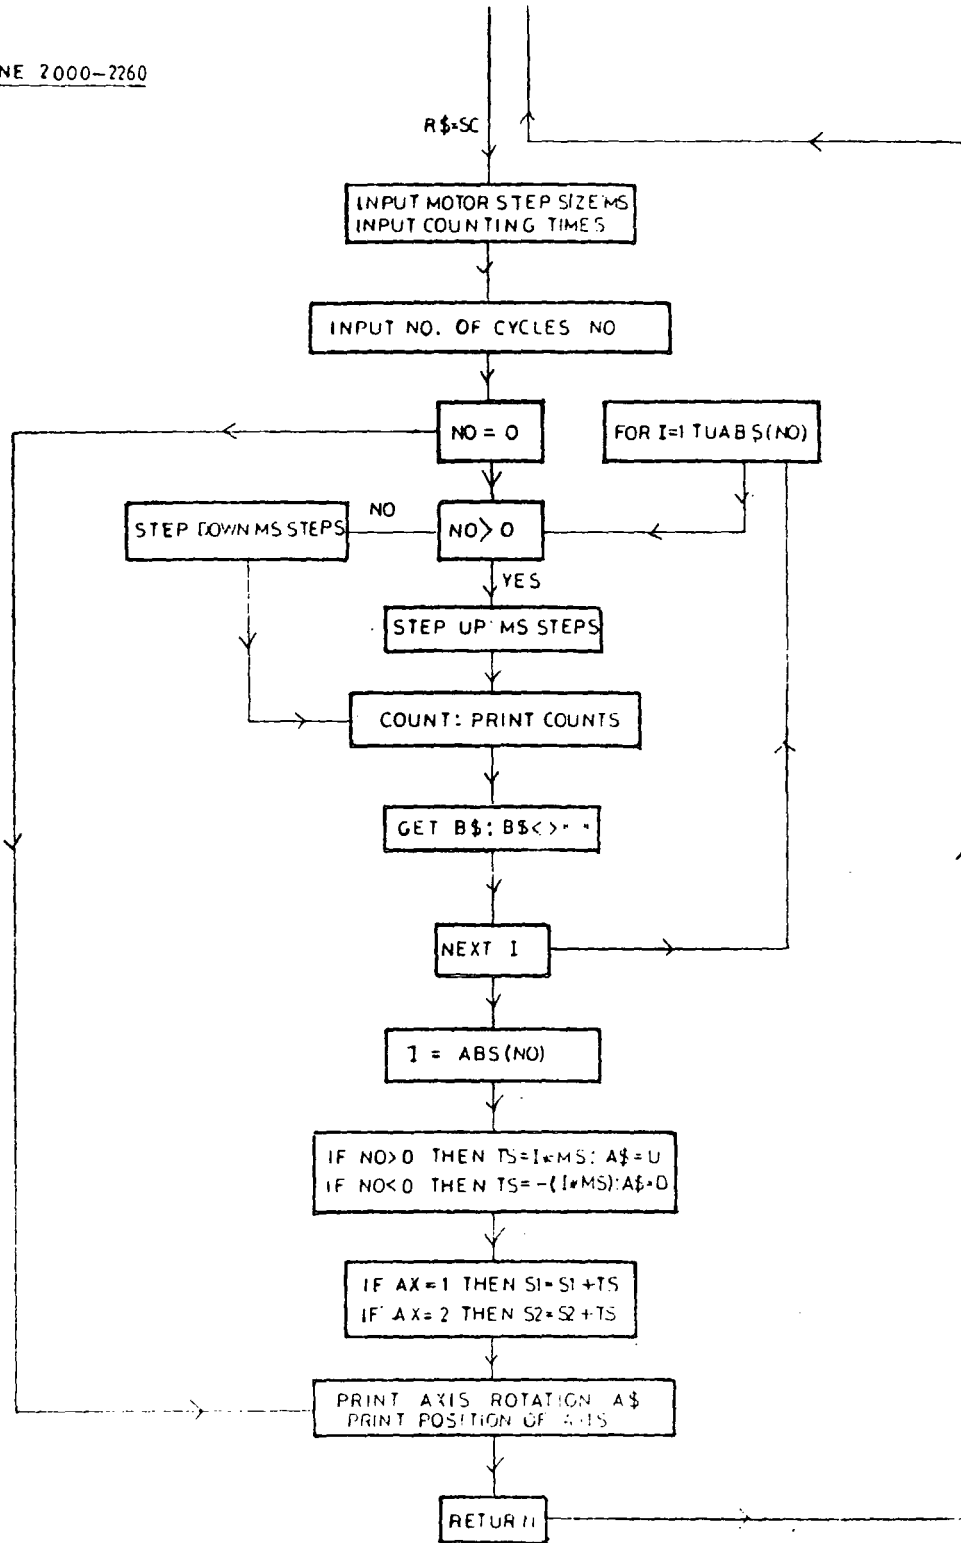 NE 2000-2260
R$=SC
INPUT MOTOR STEP SIZE MS
INPUT COUNTING TIMES
INPUT NO. OF CYCLES NO
NO = 0
FOR I=1 TUABS(NO)
STEP DOWN MS STEPS
NO
NO > 0
YES
STEP UP MS STEPS
COUNT: PRINT COUNTS
GET B$: B$<>" "
NEXT I
I = ABS(NO)
IF NO>0 THEN TS=I*MS: A$=U
IF NO<0 THEN TS=-(I*MS):A$=D
IF AX=1 THEN S1=S1+TS
IF AX=2 THEN S2=S2+TS
PRINT AXIS ROTATION A$
PRINT POSITION OF AXIS
RETURN